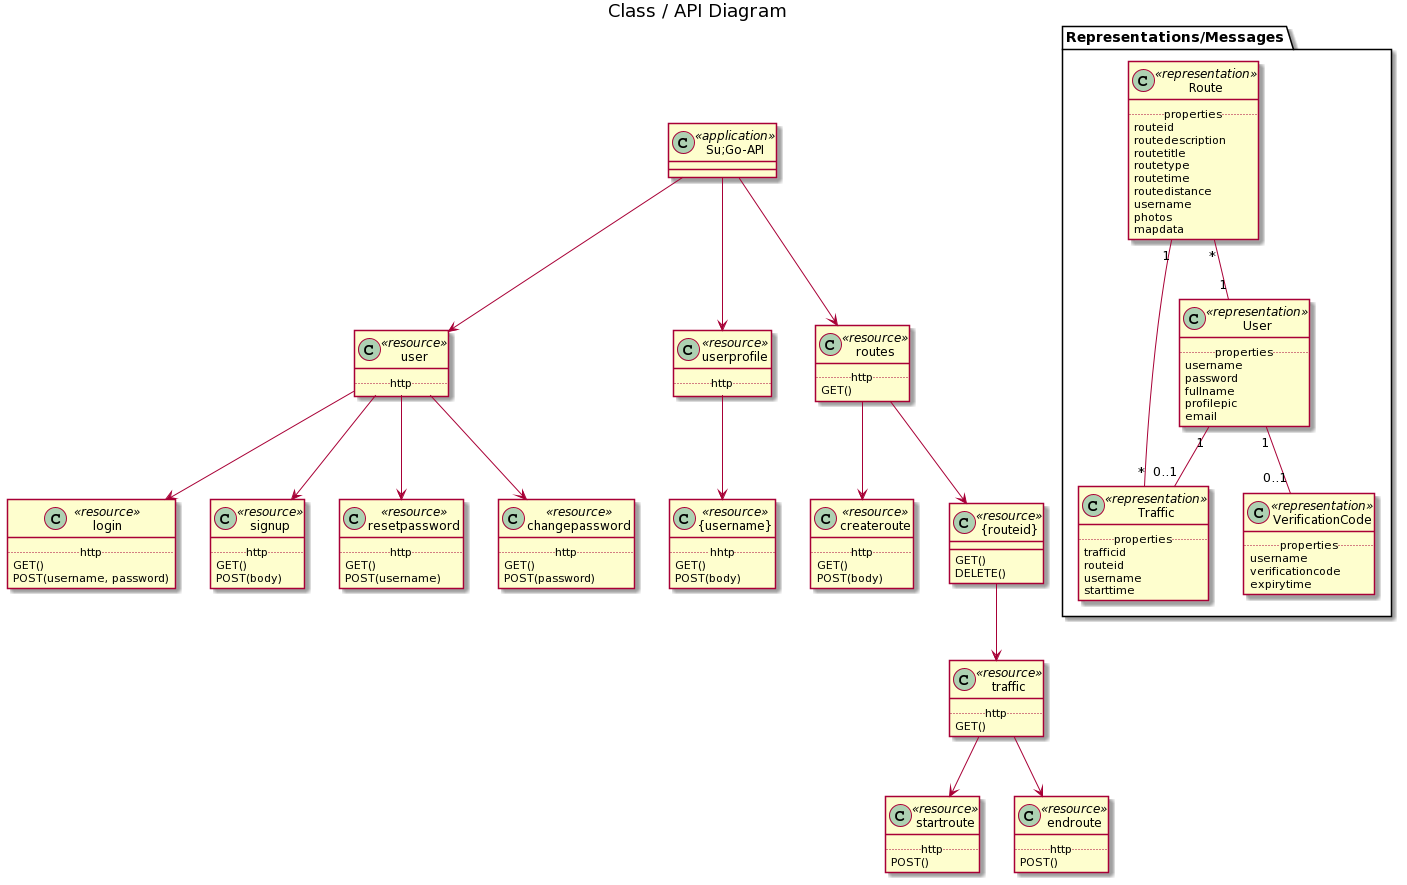 Class / API Diagram
Representations/Messages
«representation»
Route
properties
routeid
routedescription
routetitle
routetype
routetime
routedistance
username
photos
mapdata
C
«application»
Su;Go-API
C
1
*
1
«representation»
User
properties
username
password
fullname
profilepic
email
C
«resource»
user
http
C
«resource»
userprofile
http
C
«resource»
routes
http
GET()
C
1
1
*
0..1
0..1
«representation»
Traffic
properties
trafficid
routeid
username
starttime
C
«representation»
VerificationCode
properties
username
verificationcode
expirytime
C
«resource»
login
http
GET()
POST(username, password)
C
«resource»
signup
http
GET()
POST(body)
C
«resource»
resetpassword
http
GET()
POST(username)
C
«resource»
changepassword
http
GET()
POST(password)
C
«resource»
{username}
hhtp
GET()
POST(body)
C
«resource»
createroute
http
GET()
POST(body)
C
«resource»
{routeid}
GET()
DELETE()
C
«resource»
traffic
http
GET()
C
«resource»
startroute
http
POST()
C
«resource»
endroute
http
POST()
C